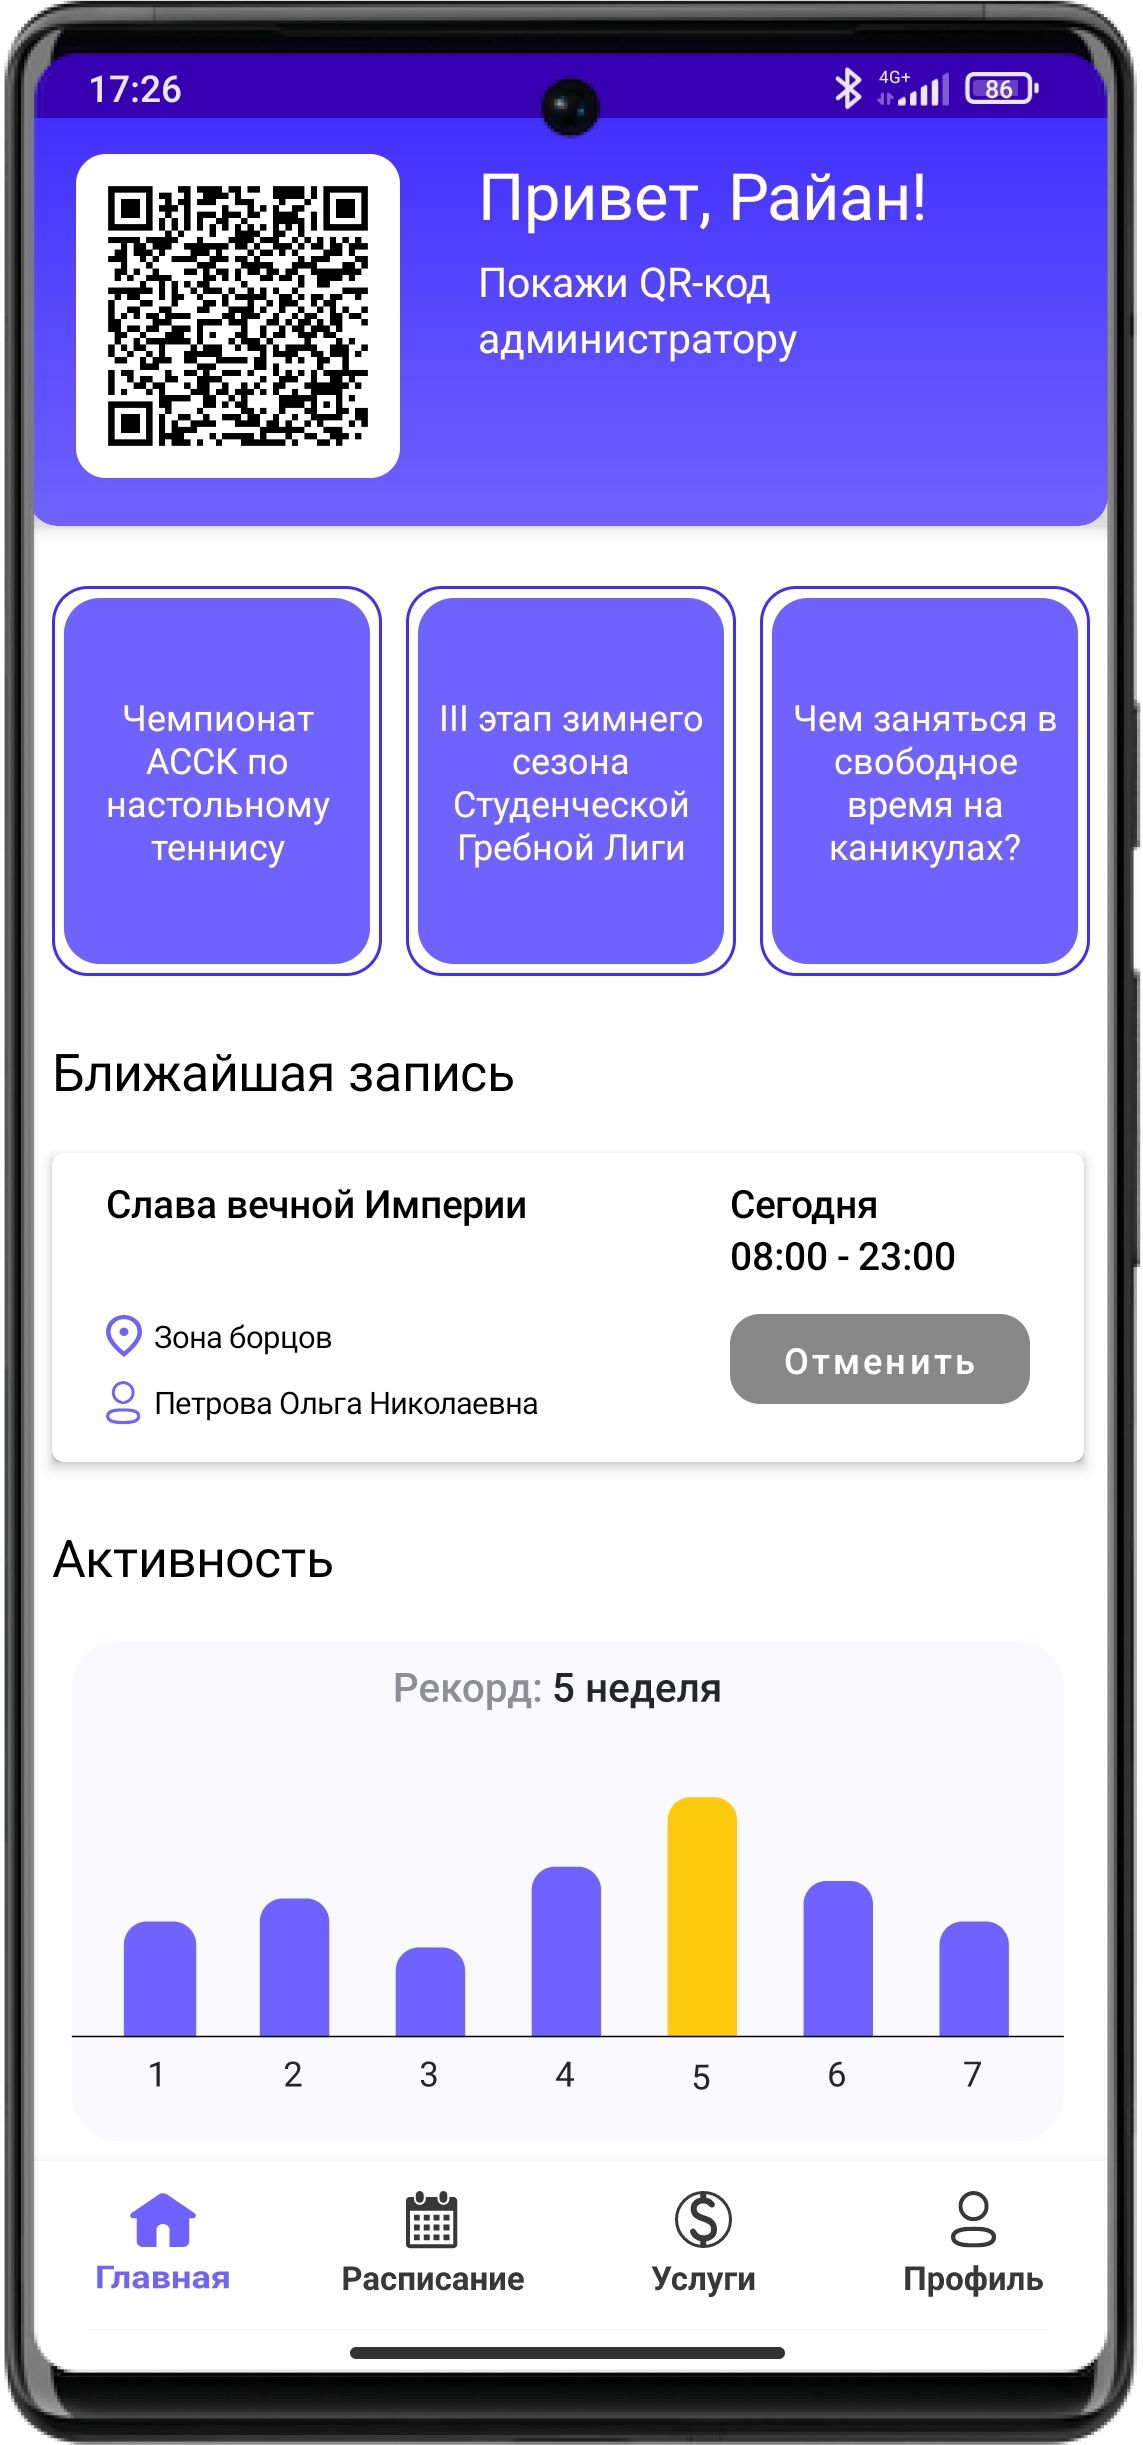 17:26
4G+
86
Привет, Райан!
Покажи QR-код
администратору
Чемпионат
АССК по
настольному
теннису
III этап зимнего
сезона
Студенческой
Гребной Лиги
Чем заняться в
свободное
время на
каникулах?
Ближайшая запись
Слава вечной Империи
Сегодня
08:00 - 23:00
Зона борцов
Отменить
Петрова Ольга Николаевна
Активность
Рекорд: 5 неделя
1 2 3 4 5 6 7
Главная Расписание Услуги Профиль